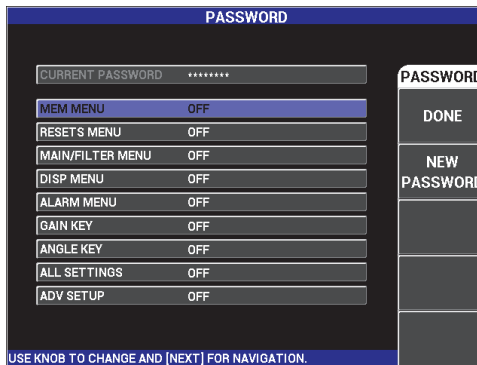 PASSWORD
CURRENT PASSWORD ********
MEM MENU OFF
RESETS MENU OFF
MAIN/FILTER MENU OFF
DISP MENU OFF
ALARM MENU OFF
GAIN KEY OFF
ANGLE KEY OFF
ALL SETTINGS OFF
ADV SETUP OFF
PASSWORD
DONE
NEW
PASSWORD
USE KNOB TO CHANGE AND [NEXT] FOR NAVIGATION.